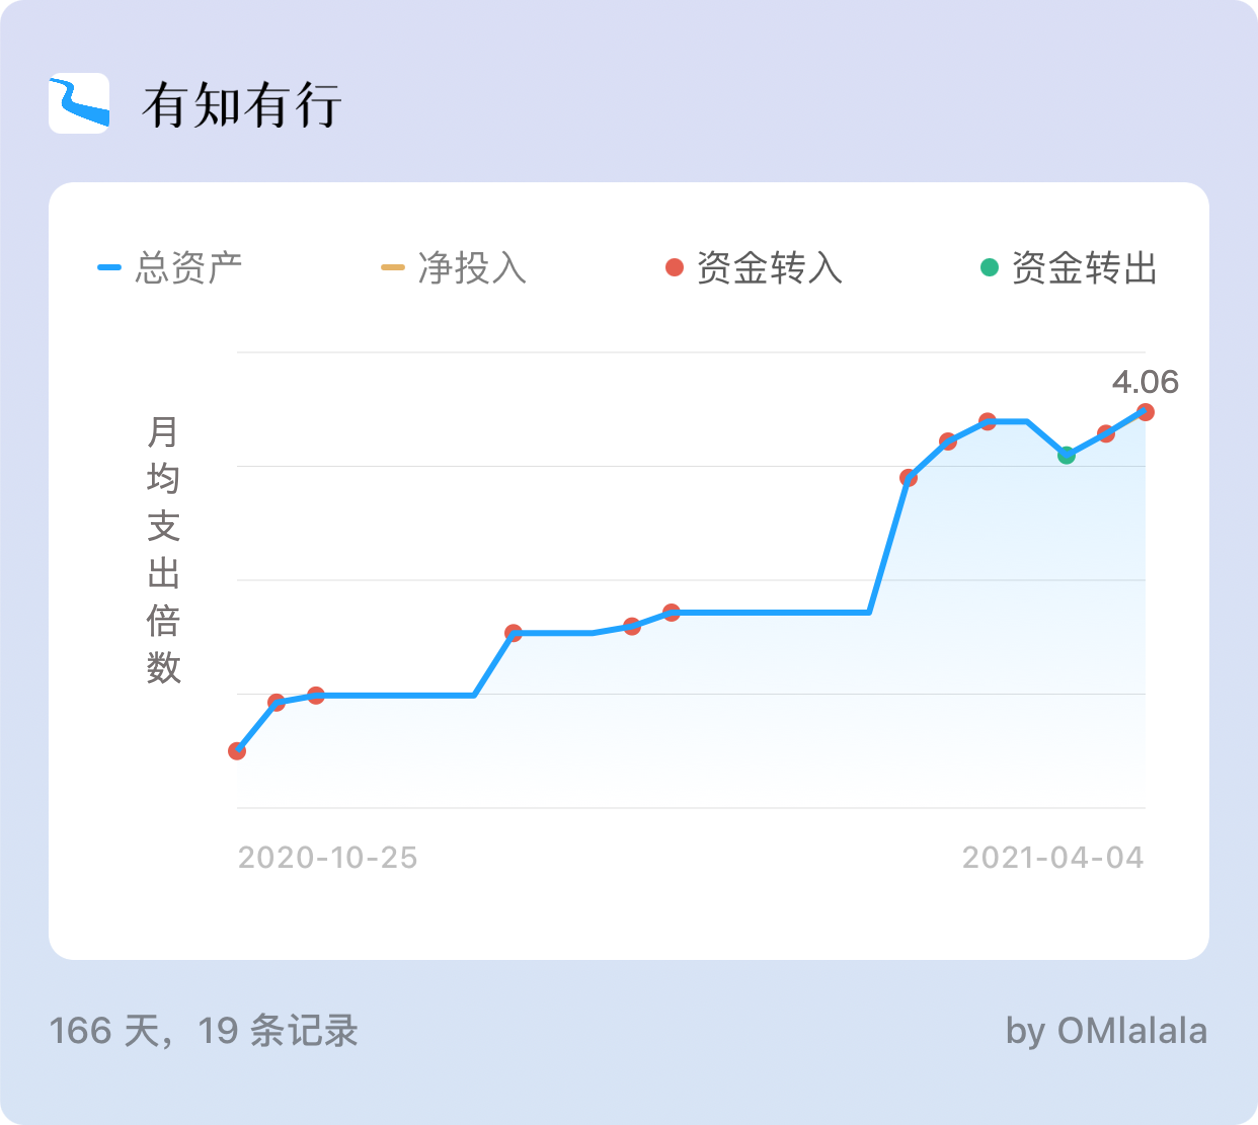 有知有行
总资产 净投入 资金转入 资金转出
4.06
月均支出倍数
2020-10-25 2021-04-04
166 天，19 条记录 by OMlalala